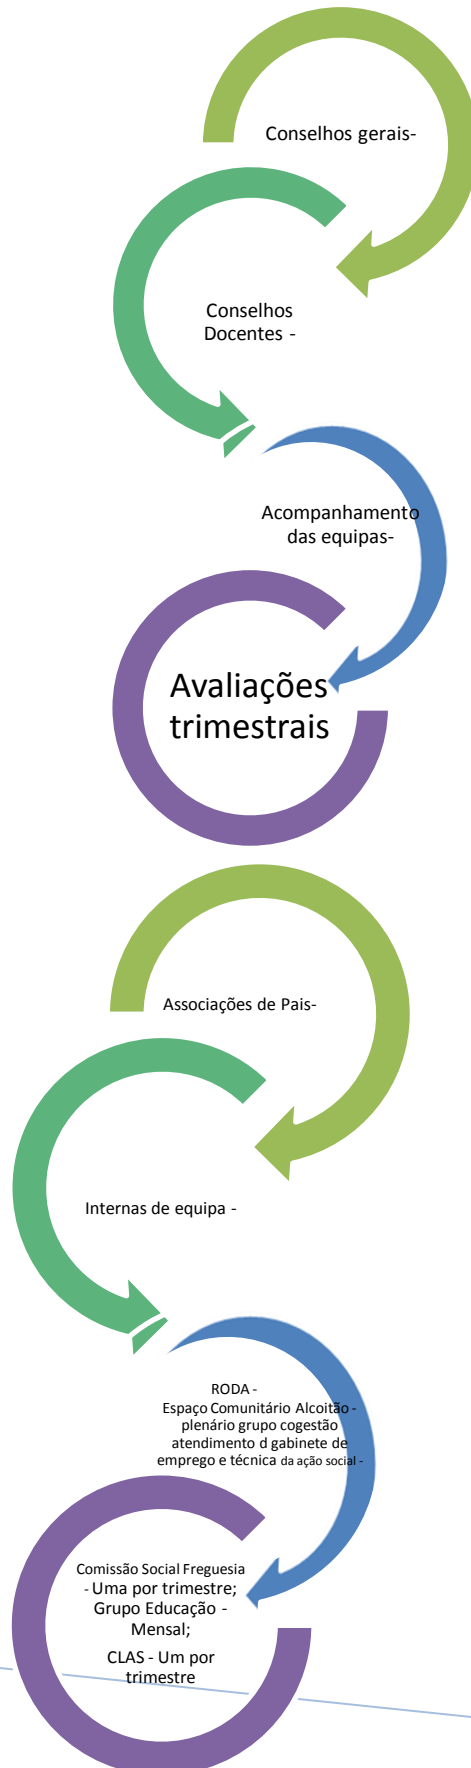 Conselhos gerais-
Conselhos
Docentes -
Acompanhamento
das equipas-
Avaliações
trimestrais
Associações de Pais-
Internas de equipa -
RODA -
Espaço Comunitário Alcoitão -
plenário grupo cogestão
atendimento d gabinete de
emprego e técnica da ação social -
Comissão Social Freguesia
- Uma por trimestre;
Grupo Educação -
Mensal;
CLAS - Um por
trimestre